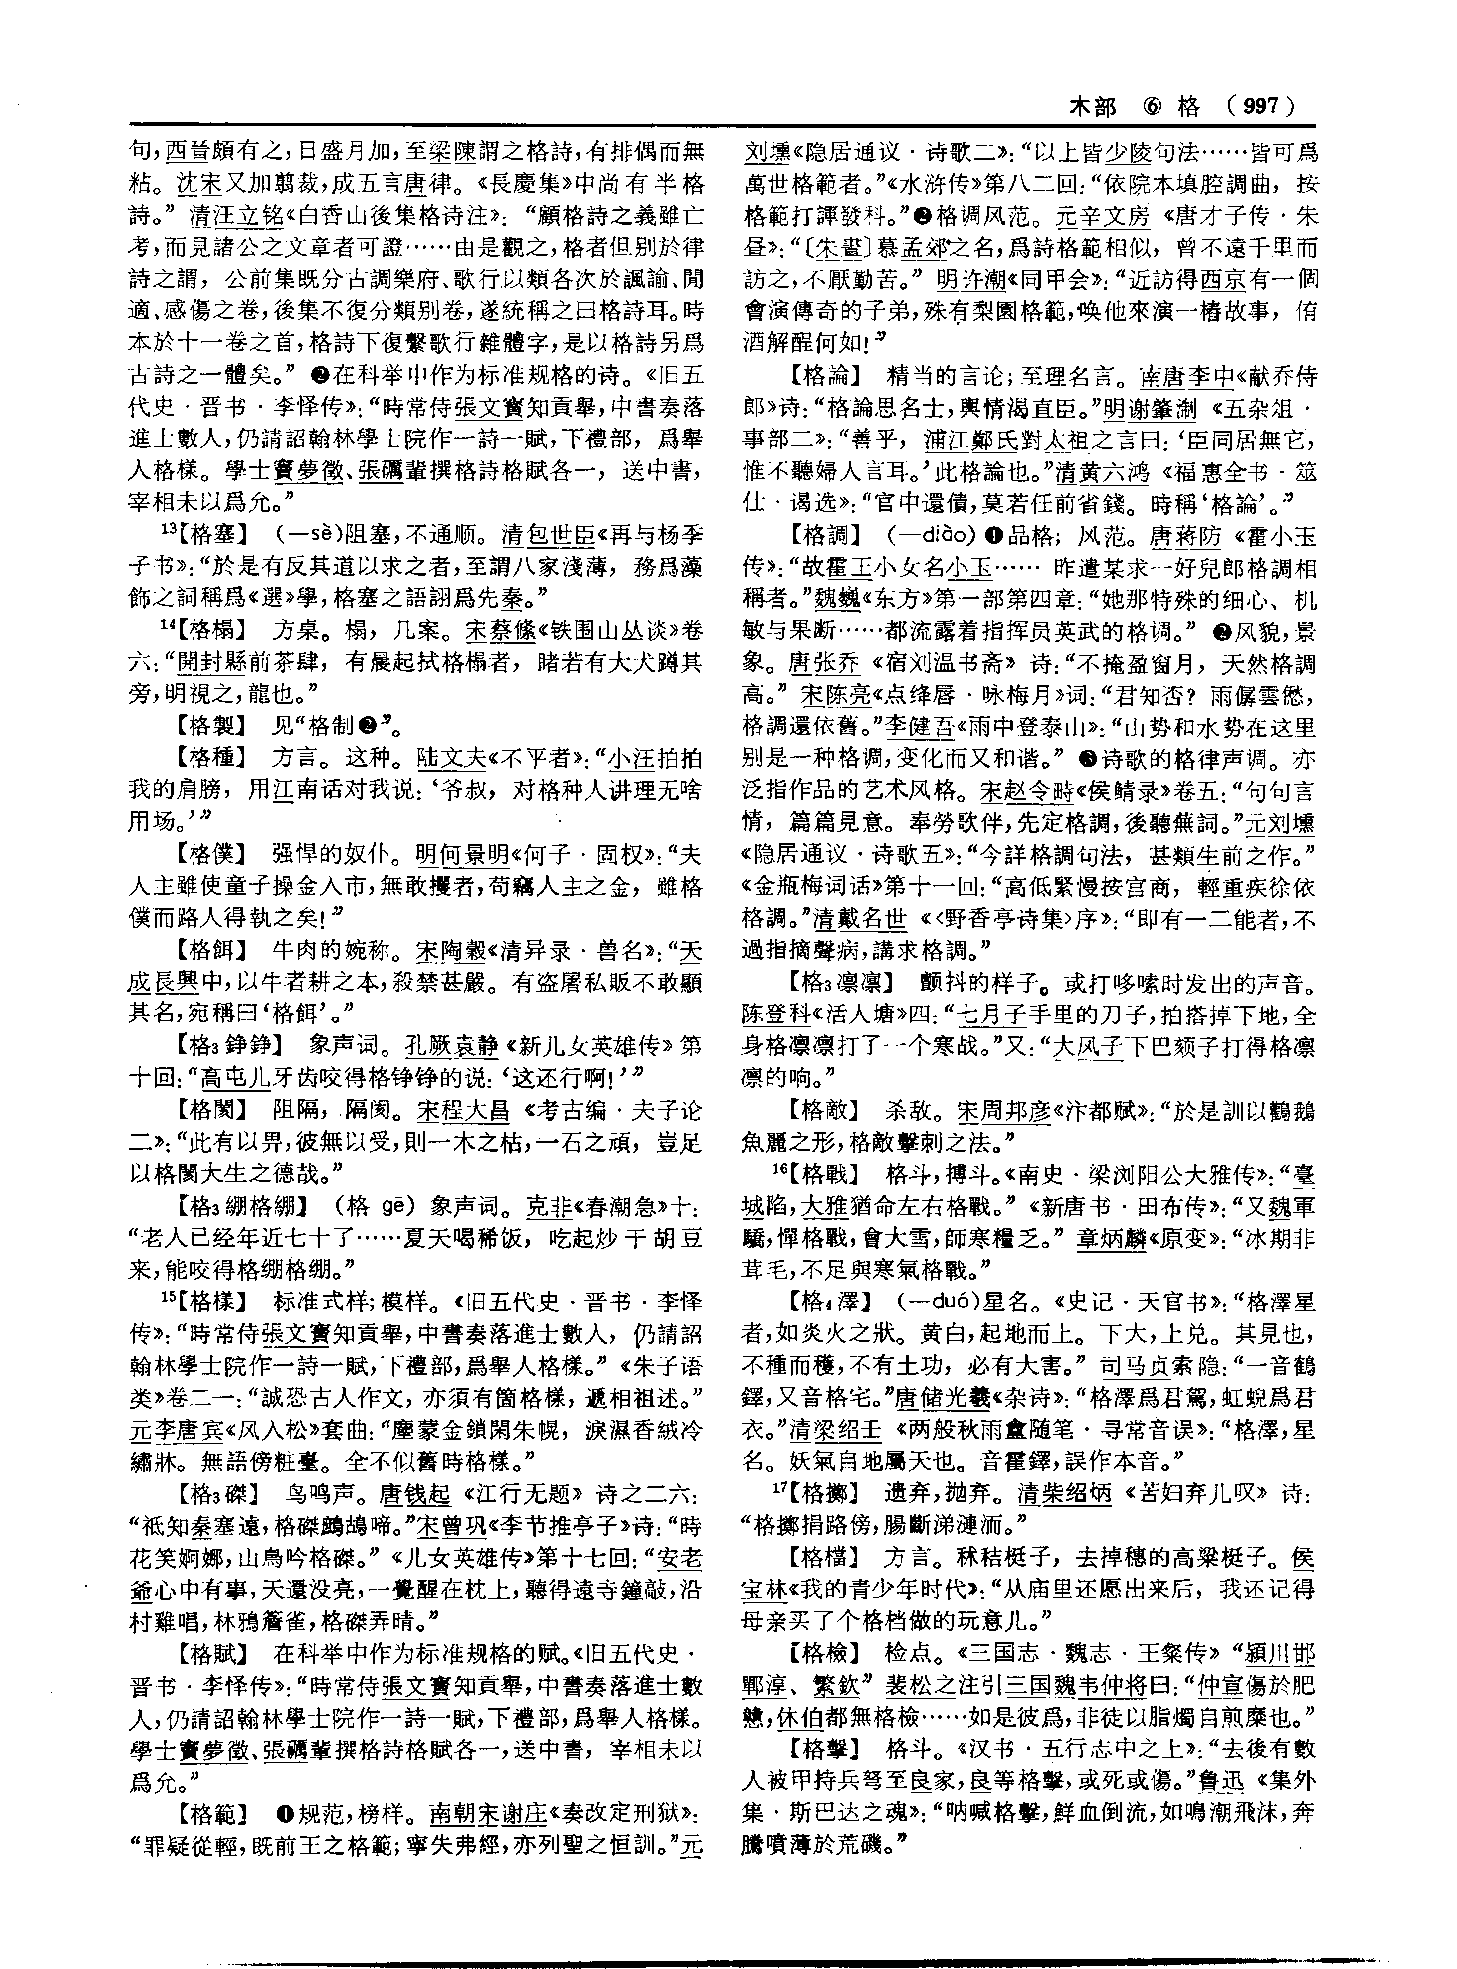 木部 ⑥ 格 （997）
句，西晉頗有之，日盛月加，至梁陳謂之格詩，有排偶而無
粘。沈宋又加翦裁，成五言唐律。《長慶集》中尚有半格
詩。” 清汪立铭《白香山後集格诗注》：“顧格詩之義雖亡
考，而見諸公之文章者可證……由是觀之，格者但别於律
詩之謂，公前集既分古調樂府、歌行以類各次於諷諭、閒
適、感傷之卷，後集不復分類别卷，遂統稱之曰格詩耳。時
本於十一卷之首，格詩下復繫歌行雜體字，是以格詩另爲
古詩之一體矣。” ❷在科举中作为标准规格的诗。《旧五
代史·晋书·李怿传》：“時常侍張文寶知貢舉，中書奏落
進士數人，仍請詔翰林學士院作一詩一賦，下禮部，爲舉
人格樣。學士竇夢徵、張礪輩撰格詩格賦各一，送中書，
宰相未以爲允。”
¹³【格塞】 （—sè）阻塞，不通顺。清包世臣《再与杨季
子书》：“於是有反其道以求之者，至謂八家淺薄，務爲藻
飾之詞稱爲《選》學，格塞之語詡爲先秦。”
¹⁴【格榻】 方桌。榻，几案。宋蔡絛《铁围山丛谈》卷
六：“開封縣前茶肆，有晨起拭格榻者，睹若有大犬蹲其
旁，明視之，龍也。”
【格製】 见“格制❷”。
【格種】 方言。这种。陆文夫《不平者》：“小汪拍拍
我的肩膀，用江南话对我说：‘爷叔，对格种人讲理无啥
用场。’”
【格僕】 强悍的奴仆。明何景明《何子·固权》：“夫
人主雖使童子操金入市，無敢攫者，苟竊人主之金，雖格
僕而路人得執之矣！”
【格餌】 牛肉的婉称。宋陶穀《清异录·兽名》：“天
成長興中，以牛者耕之本，殺禁甚嚴。有盗屠私販不敢顯
其名，宛稱曰‘格餌’。”
【格₃錚錚】 象声词。孔厥袁静《新儿女英雄传》第
十回：“高屯儿牙齿咬得格铮铮的说：‘这还行啊！’”
【格閡】 阻隔，隔阂。宋程大昌《考古编·夫子论
二》：“此有以畀，彼無以受，則一木之枯，一石之頑，豈足
以格閡大生之德哉。”
【格₃绷格绷】 （格 gē）象声词。克非《春潮急》十：
“老人已经年近七十了……夏天喝稀饭，吃起炒干胡豆
来，能咬得格绷格绷。”
¹⁵【格樣】 标准式样；模样。《旧五代史·晋书·李怿
传》：“時常侍張文寶知貢舉，中書奏落進士數人，仍請詔
翰林學士院作一詩一賦，下禮部，爲舉人格樣。”《朱子语
类》卷二一：“誠恐古人作文，亦須有箇格樣，遞相祖述。”
元李唐宾《风入松》套曲：“塵蒙金鎖閑朱幌，淚濕香絨冷
繡牀。無語傍粧臺。全不似舊時格樣。”
【格₃磔】 鸟鸣声。唐钱起《江行无题》诗之二六：
“祇知秦塞遠，格磔鷓鴣啼。”宋曾巩《李节推亭子》诗：“時
花笑婀娜，山鳥吟格磔。”《儿女英雄传》第十七回：“安老
爺心中有事，天還没亮，一覺醒在枕上，聽得遠寺鐘敲，沿
村雞唱，林鴉簷雀，格磔弄晴。”
【格賦】 在科举中作为标准规格的赋。《旧五代史·
晋书·李怿传》：“時常侍張文寶知貢舉，中書奏落進士數
人，仍請詔翰林學士院作一詩一賦，下禮部，爲舉人格樣。
學士竇夢徵、張礪輩撰格詩格賦各一，送中書，宰相未以
爲允。”
【格範】 ❶规范，榜样。南朝宋谢庄《奏改定刑狱》：
“罪疑從輕，既前王之格範；寧失弗經，亦列聖之恒訓。”元
刘壎《隐居通议·诗歌二》：“以上皆少陵句法……皆可爲
萬世格範者。”《水浒传》第八二回：“依院本填腔調曲，按
格範打諢發科。”❷格调风范。元辛文房《唐才子传·朱
昼》：“〔朱晝〕慕孟郊之名，爲詩格範相似，曾不遠千里而
訪之，不厭勤苦。” 明许潮《同甲会》：“近訪得西京有一個
會演傳奇的子弟，殊有梨園格範，唤他來演一樁故事，侑
酒解酲何如！”
【格論】 精当的言论；至理名言。南唐李中《献乔侍
郎》诗：“格論思名士，輿情渴直臣。”明谢肇淛《五杂俎·
事部二》：“善乎，浦江鄭氏對太祖之言曰：‘臣同居無它，
惟不聽婦人言耳。’此格論也。”清黄六鸿《福惠全书·筮
仕·谒选》：“官中還債，莫若任前省錢。時稱‘格論’。”
【格調】 （—diào）❶品格；风范。唐蒋防《霍小玉
传》：“故霍王小女名小玉……昨遣某求一好兒郎格調相
稱者。”魏巍《东方》第一部第四章：“她那特殊的细心、机
敏与果断……都流露着指挥员英武的格调。” ❷风貌，景
象。唐张乔《宿刘温书斋》诗：“不掩盈窗月，天然格調
高。” 宋陈亮《点绛唇·咏梅月》词：“君知否？雨僝雲僽，
格調還依舊。”李健吾《雨中登泰山》：“山势和水势在这里
别是一种格调，变化而又和谐。” ❸诗歌的格律声调。亦
泛指作品的艺术风格。宋赵令畤《侯鲭录》卷五：“句句言
情，篇篇見意。奉勞歌伴，先定格調，後聽蕪詞。”元刘壎
《隐居通议·诗歌五》：“今詳格調句法，甚類生前之作。”
《金瓶梅词话》第十一回：“高低緊慢按宫商，輕重疾徐依
格調。”清戴名世《〈野香亭诗集〉序》：“即有一二能者，不
過指摘聲病，講求格調。”
【格₃凛凛】 颤抖的样子。或打哆嗦时发出的声音。
陈登科《活人塘》四：“七月子手里的刀子，拍搭掉下地，全
身格凛凛打了一个寒战。”又：“大风子下巴颏子打得格凛
凛的响。”
【格敵】 杀敌。宋周邦彦《汴都赋》：“於是訓以鸛鵝
魚麗之形，格敵擊刺之法。”
¹⁶【格戰】 格斗，搏斗。《南史·梁浏阳公大雅传》：“臺
城陷，大雅猶命左右格戰。”《新唐书·田布传》：“又魏軍
驕，憚格戰，會大雪，師寒糧乏。”章炳麟《原变》：“冰期非
茸毛，不足與寒氣格戰。”
【格₄澤】 （—duó）星名。《史记·天官书》：“格澤星
者，如炎火之狀。黄白，起地而上。下大，上兑。其見也，
不種而穫，不有土功，必有大害。” 司马贞索隐：“一音鶴
鐸，又音格宅。”唐储光羲《杂诗》：“格澤爲君駕，虹蜺爲君
衣。”清梁绍壬《两般秋雨盦随笔·寻常音误》：“格澤，星
名。妖氣自地屬天也。音霍鐸，誤作本音。”
¹⁷【格擲】 遗弃，抛弃。清柴绍炳《苦妇弃儿叹》诗：
“格擲捐路傍，腸斷涕漣洏。”
【格檔】 方言。秫秸梃子，去掉穗的高粱梃子。侯
宝林《我的青少年时代》：“从庙里还愿出来后，我还记得
母亲买了个格档做的玩意儿。”
【格檢】 检点。《三国志·魏志·王粲传》“潁川邯
鄲淳、繁欽” 裴松之注引三国魏韦仲将曰：“仲宣傷於肥
戇，休伯都無格檢……如是彼爲，非徒以脂燭自煎糜也。”
【格擊】 格斗。《汉书·五行志中之上》：“去後有數
人被甲持兵弩至良家，良等格擊，或死或傷。”鲁迅《集外
集·斯巴达之魂》：“呐喊格擊，鮮血倒流，如鳴潮飛沫，奔
騰噴薄於荒磯。”